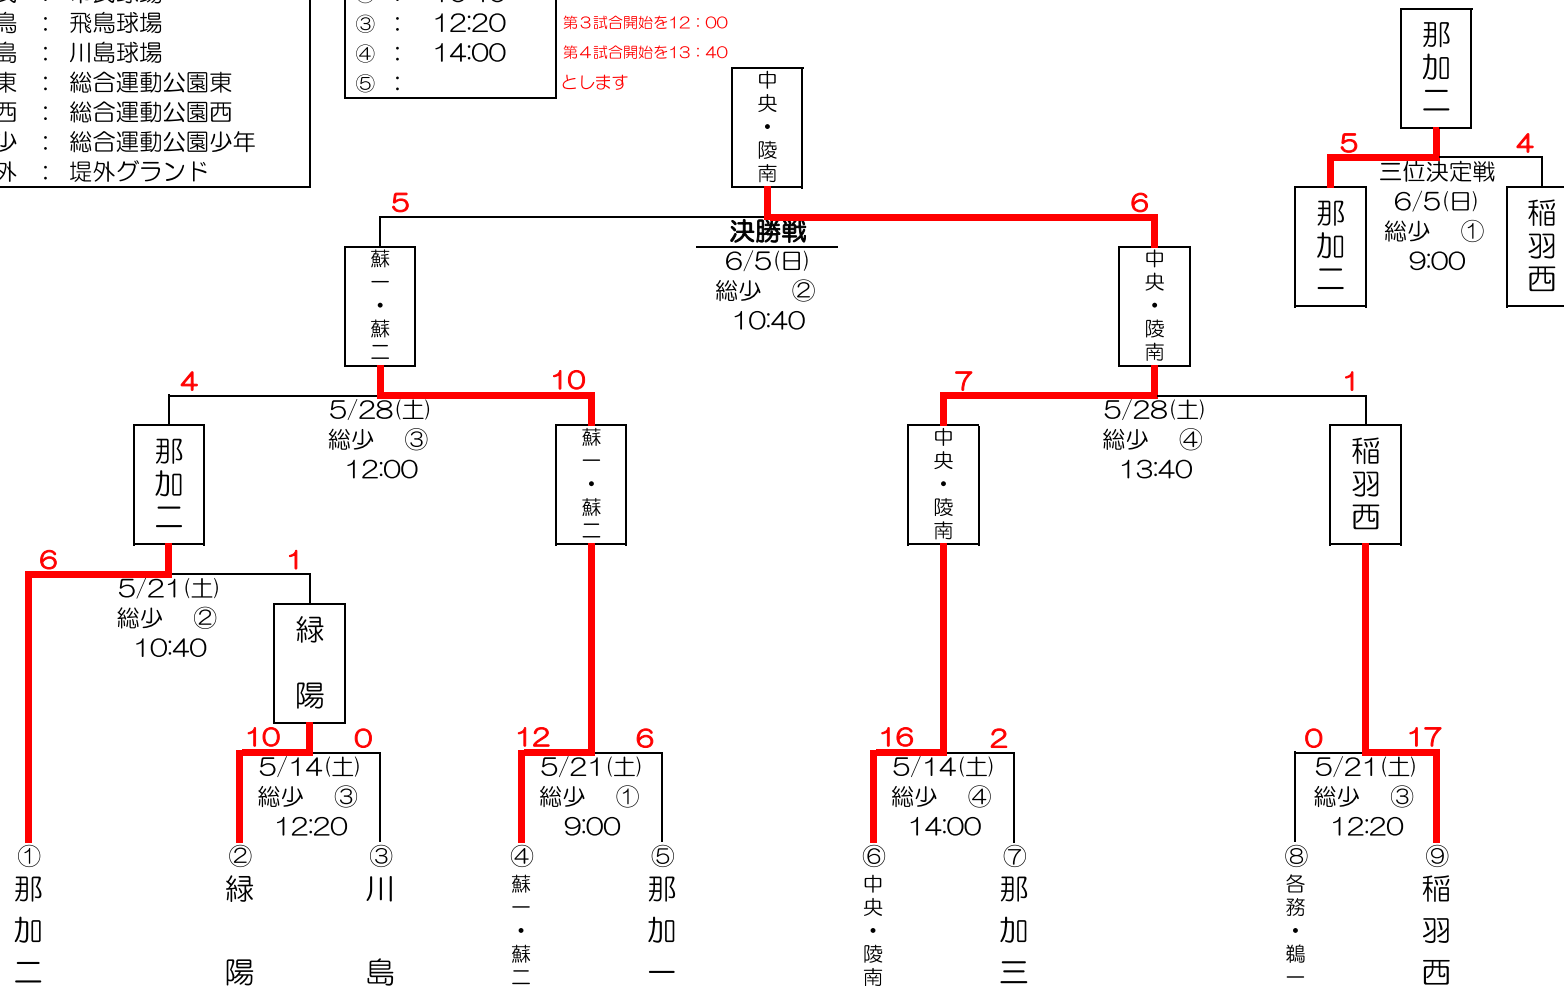 飛鳥球場
島 : 川島球場
東 : 総合運動公園東
西 : 総合運動公園西
少 : 総合運動公園少年
外 : 堤外グランド
③ : 12:20
④ : 14:00
⑤ :
第3試合開始を12:00
第4試合開始を13:40
とします
中央・陵南
5
6
決勝戦
6/5(日)
総少 ②
10:40
那加二
5
4
三位決定戦
6/5(日)
総少 ①
9:00
那加二
稲羽西
蘇一・蘇二
中央・陵南
4
10
5/28(土)
総少 ③
12:00
7
1
5/28(土)
総少 ④
13:40
那加二
蘇一・蘇二
中央・陵南
稲羽西
6
1
5/21(土)
総少 ②
10:40
緑陽
10
0
5/14(土)
総少 ③
12:20
12
6
5/21(土)
総少 ①
9:00
16
2
5/14(土)
総少 ④
14:00
0
17
5/21(土)
総少 ③
12:20
① 那加二
② 緑陽
③ 川島
④ 蘇一・蘇二
⑤ 那加一
⑥ 中央・陵南
⑦ 那加三
⑧ 各務・鵜一
⑨ 稲羽西